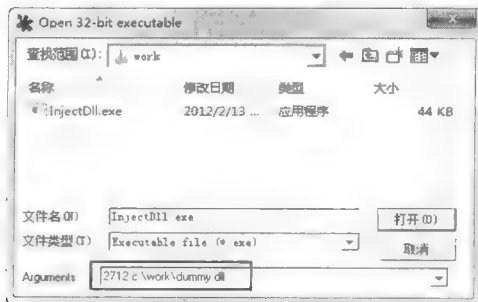 Open 32-bit executable
查找范围(I): work
名称 修改日期 类型 大小
InjectDll.exe 2012/2/13 ... 应用程序 44 KB
文件名(N) InjectDll exe 打开(O)
文件类型(T) Executable file (* exe) 取消
Arguments 2712 c \work\dummy dll